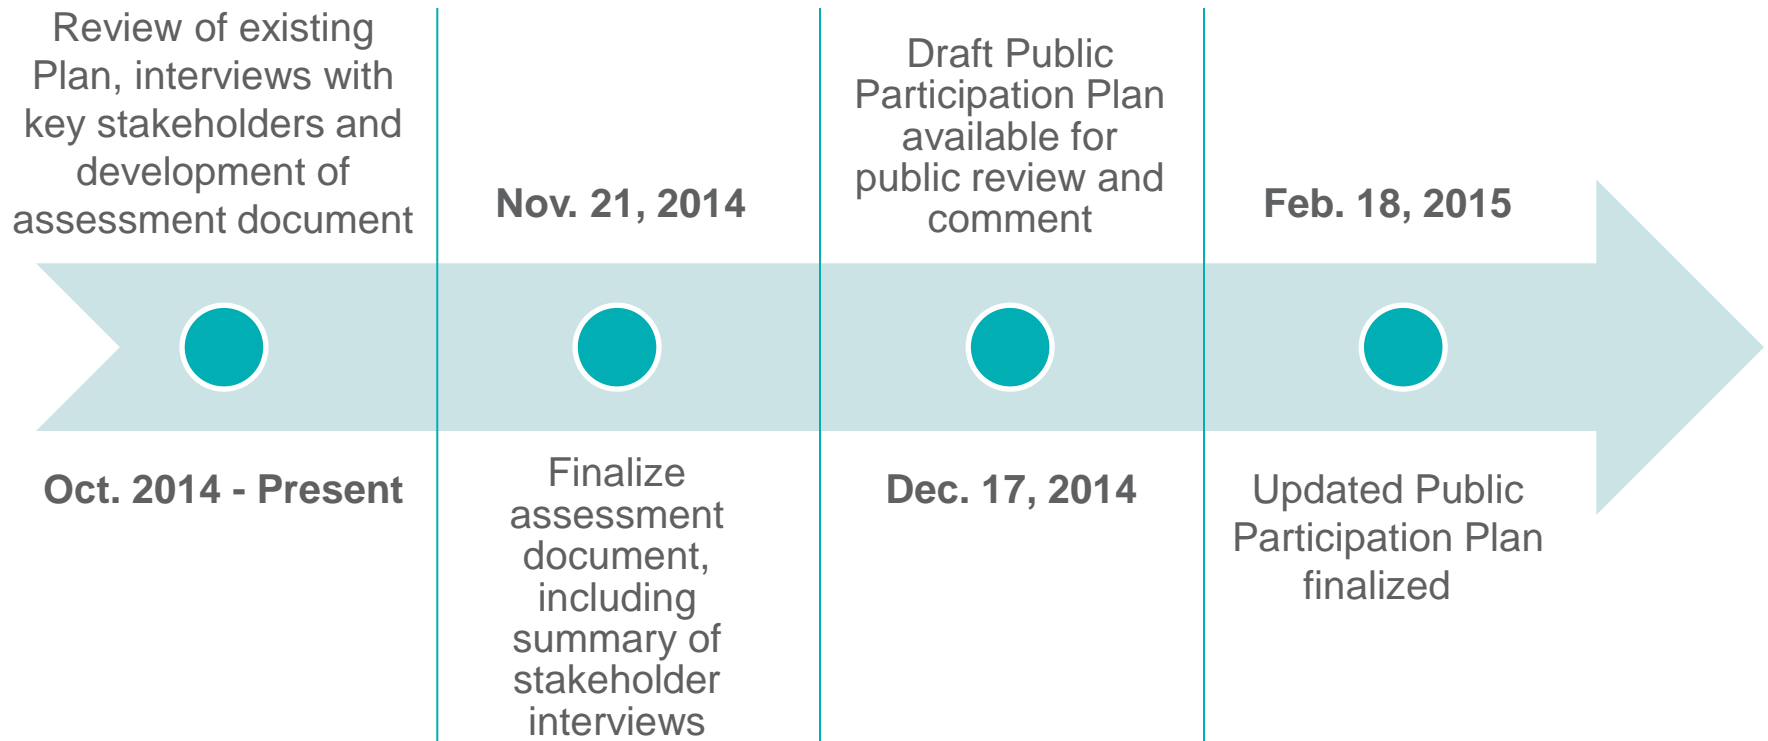 Review of existing
Plan, interviews with
key stakeholders and
development of
assessment document
Oct. 2014 - Present
Nov. 21, 2014
Finalize
assessment
document,
including
summary of
stakeholder
interviews
Draft Public
Participation Plan
available for
public review and
comment
Dec. 17, 2014
Feb. 18, 2015
Updated Public
Participation Plan
finalized